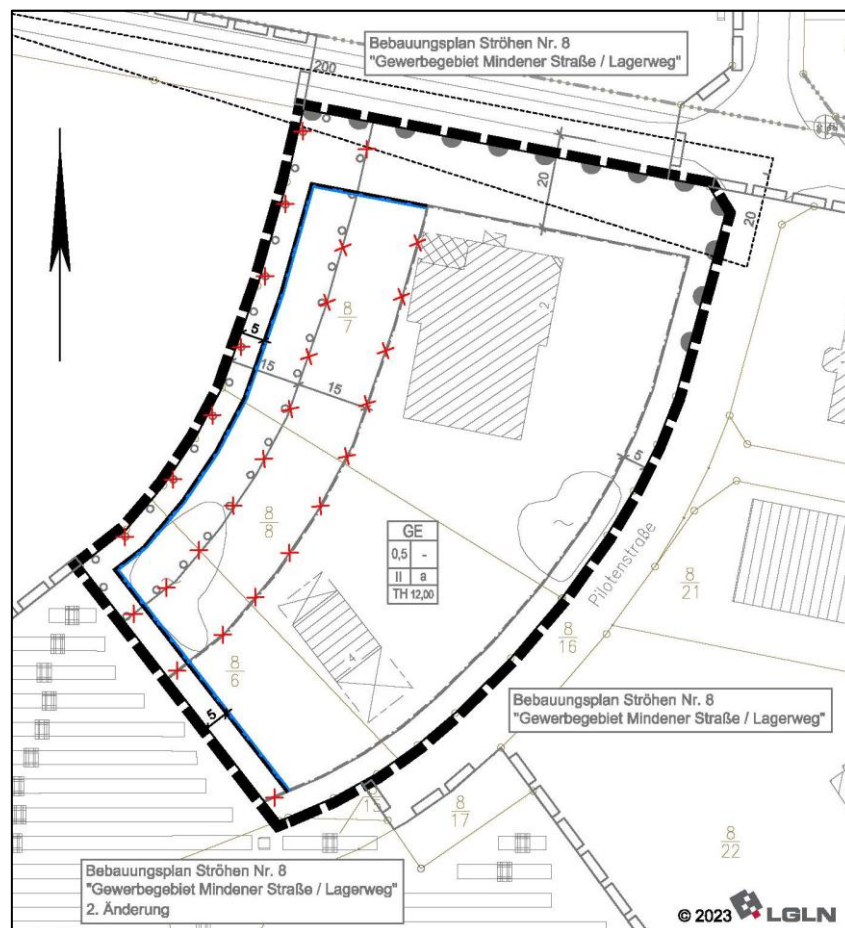 Bebauungsplan Ströhen Nr. 8
"Gewerbegebiet Mindener Straße / Lagerweg"
200
20
20
8
7
2
5
15
15
5
8
8
GE
0,5 -
II a
TH 12,00
Pilotenstraße
8
21
8
16
4
8
6
5
Bebauungsplan Ströhen Nr. 8
"Gewerbegebiet Mindener Straße / Lagerweg"
8
15
8
17
8
22
Bebauungsplan Ströhen Nr. 8
"Gewerbegebiet Mindener Straße / Lagerweg"
2. Änderung
© 2023 LGLN